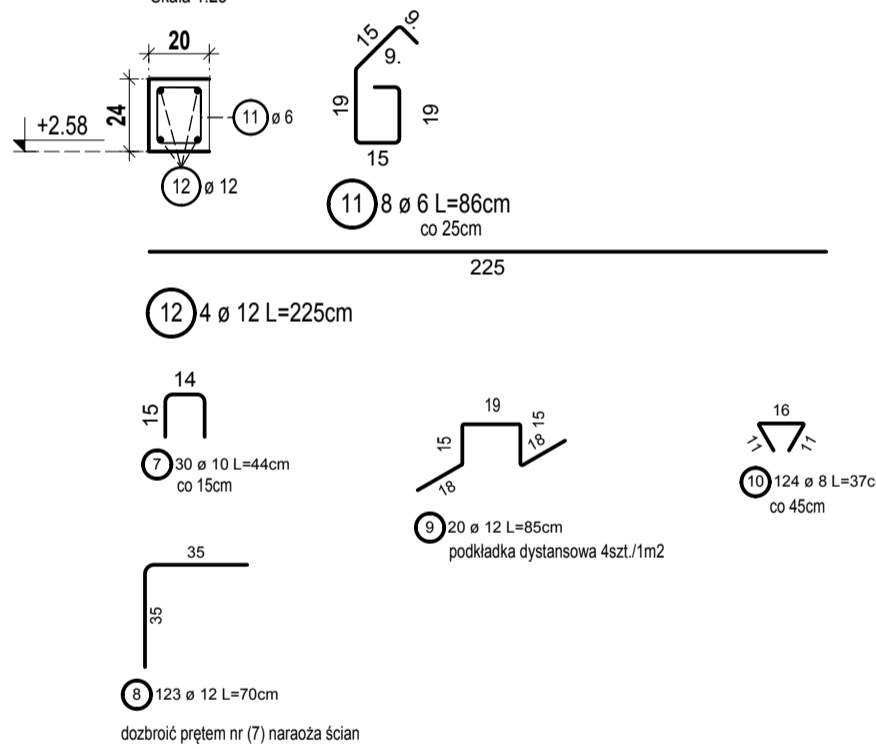 20
24
+2.58
11 ø 6
12 ø 12
15
9.
9.
19
19
15
11 8 ø 6 L=86cm
co 25cm
225
12 4 ø 12 L=225cm
14
15
7 30 ø 10 L=44cm
co 15cm
19
15
15
18
18
9 20 ø 12 L=85cm
podkładka dystansowa 4szt./1m2
16
11
11
10 124 ø 8 L=37c
co 45cm
35
35
8 123 ø 12 L=70cm
dozbroić prętem nr (7) naraoża ścian